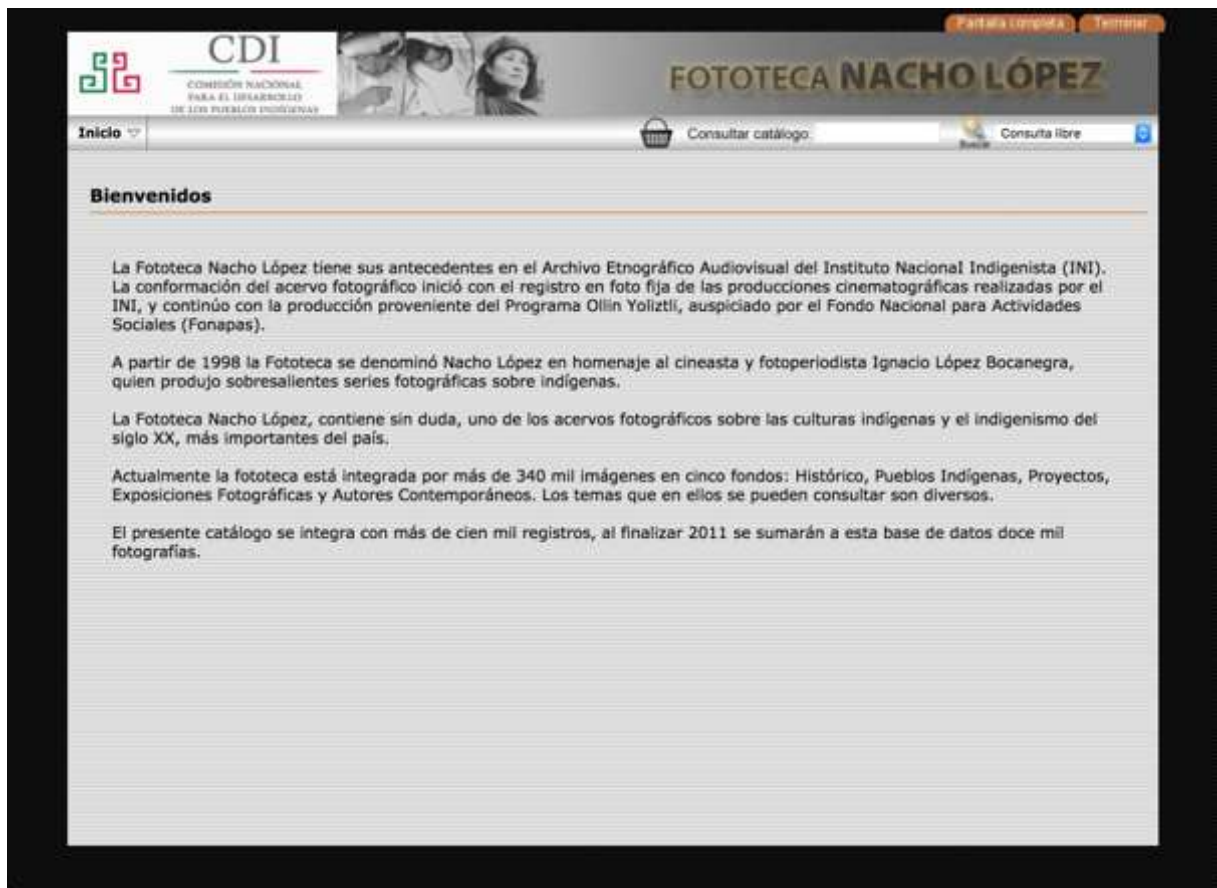 Pantalla completa
Terminar
CDI
COMISIÓN NACIONAL
PARA EL DESARROLLO
DE LOS PUEBLOS INDÍGENAS
FOTOTECA NACHO LÓPEZ
Inicio
Consultar catálogo:
Buscar
Consulta libre
Bienvenidos
La Fototeca Nacho López tiene sus antecedentes en el Archivo Etnográfico Audiovisual del Instituto Nacional Indigenista (INI).
La conformación del acervo fotográfico inició con el registro en foto fija de las producciones cinematográficas realizadas por el
INI, y continúo con la producción proveniente del Programa Ollin Yoliztli, auspiciado por el Fondo Nacional para Actividades
Sociales (Fonapas).
A partir de 1998 la Fototeca se denominó Nacho López en homenaje al cineasta y fotoperiodista Ignacio López Bocanegra,
quien produjo sobresalientes series fotográficas sobre indígenas.
La Fototeca Nacho López, contiene sin duda, uno de los acervos fotográficos sobre las culturas indígenas y el indigenismo del
siglo XX, más importantes del país.
Actualmente la fototeca está integrada por más de 340 mil imágenes en cinco fondos: Histórico, Pueblos Indígenas, Proyectos,
Exposiciones Fotográficas y Autores Contemporáneos. Los temas que en ellos se pueden consultar son diversos.
El presente catálogo se integra con más de cien mil registros, al finalizar 2011 se sumarán a esta base de datos doce mil
fotografías.